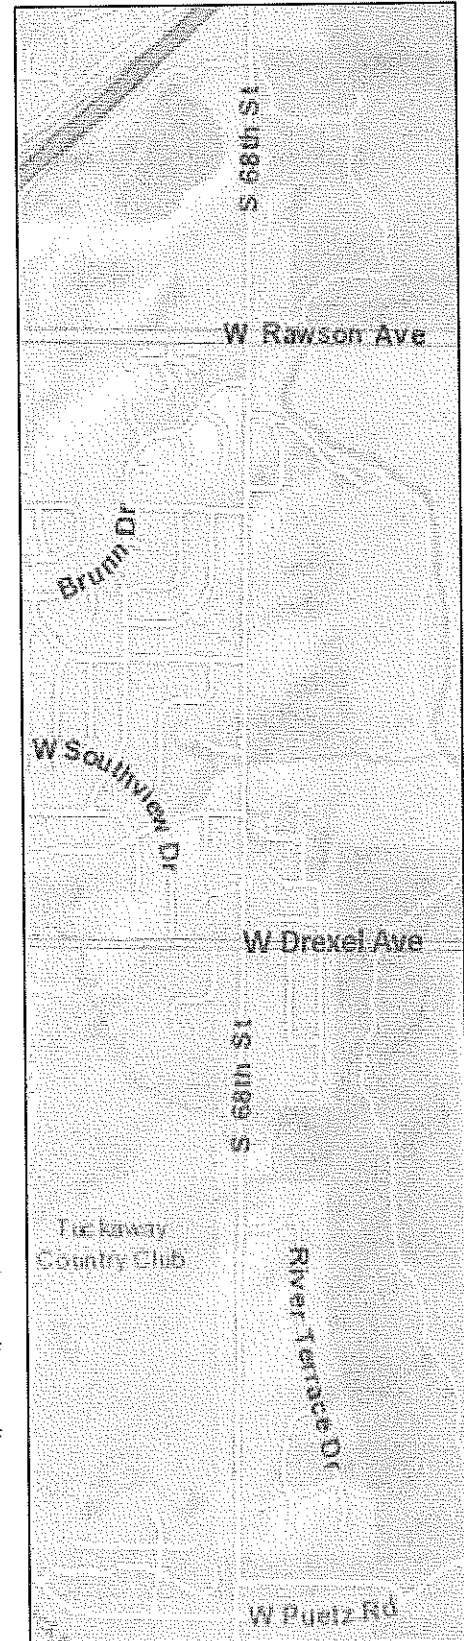 S 68th St
W Rawson Ave
Brunn Dr
W Southview Dr
W Drexel Ave
S 68th St
Tuckaway
Country Club
River Terrace Dr
W Puetz Rd